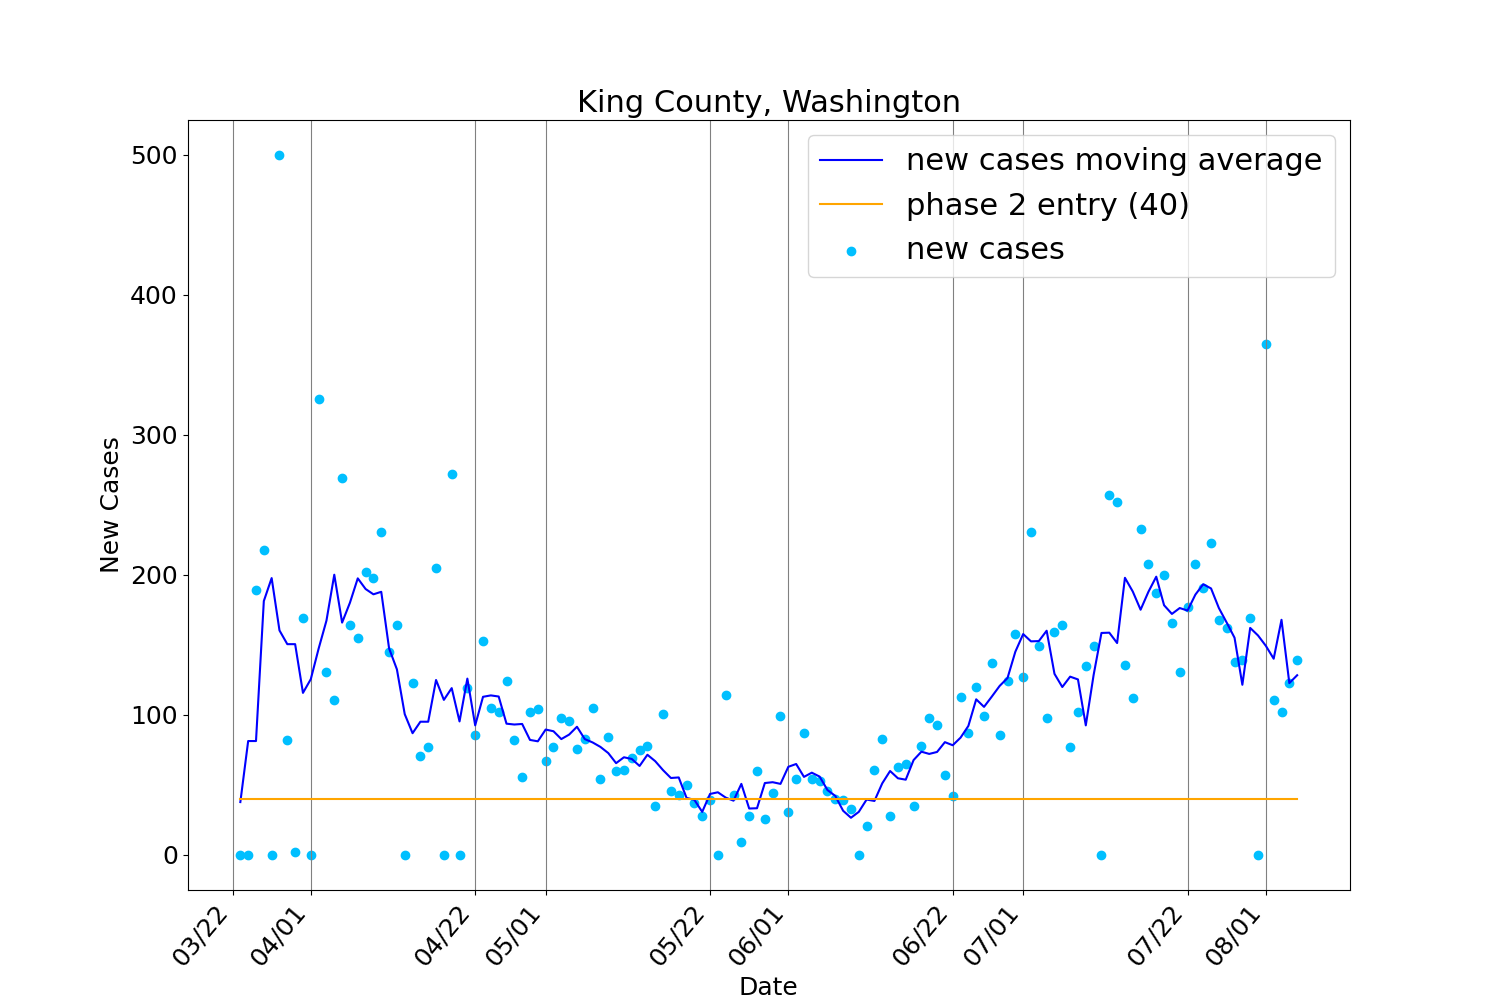 King County, Washington
new cases moving average
phase 2 entry (40)
new cases
New Cases
500
400
300
200
100
0
03/22
04/01
04/22
05/01
05/22
06/01
06/22
07/01
07/22
08/01
Date